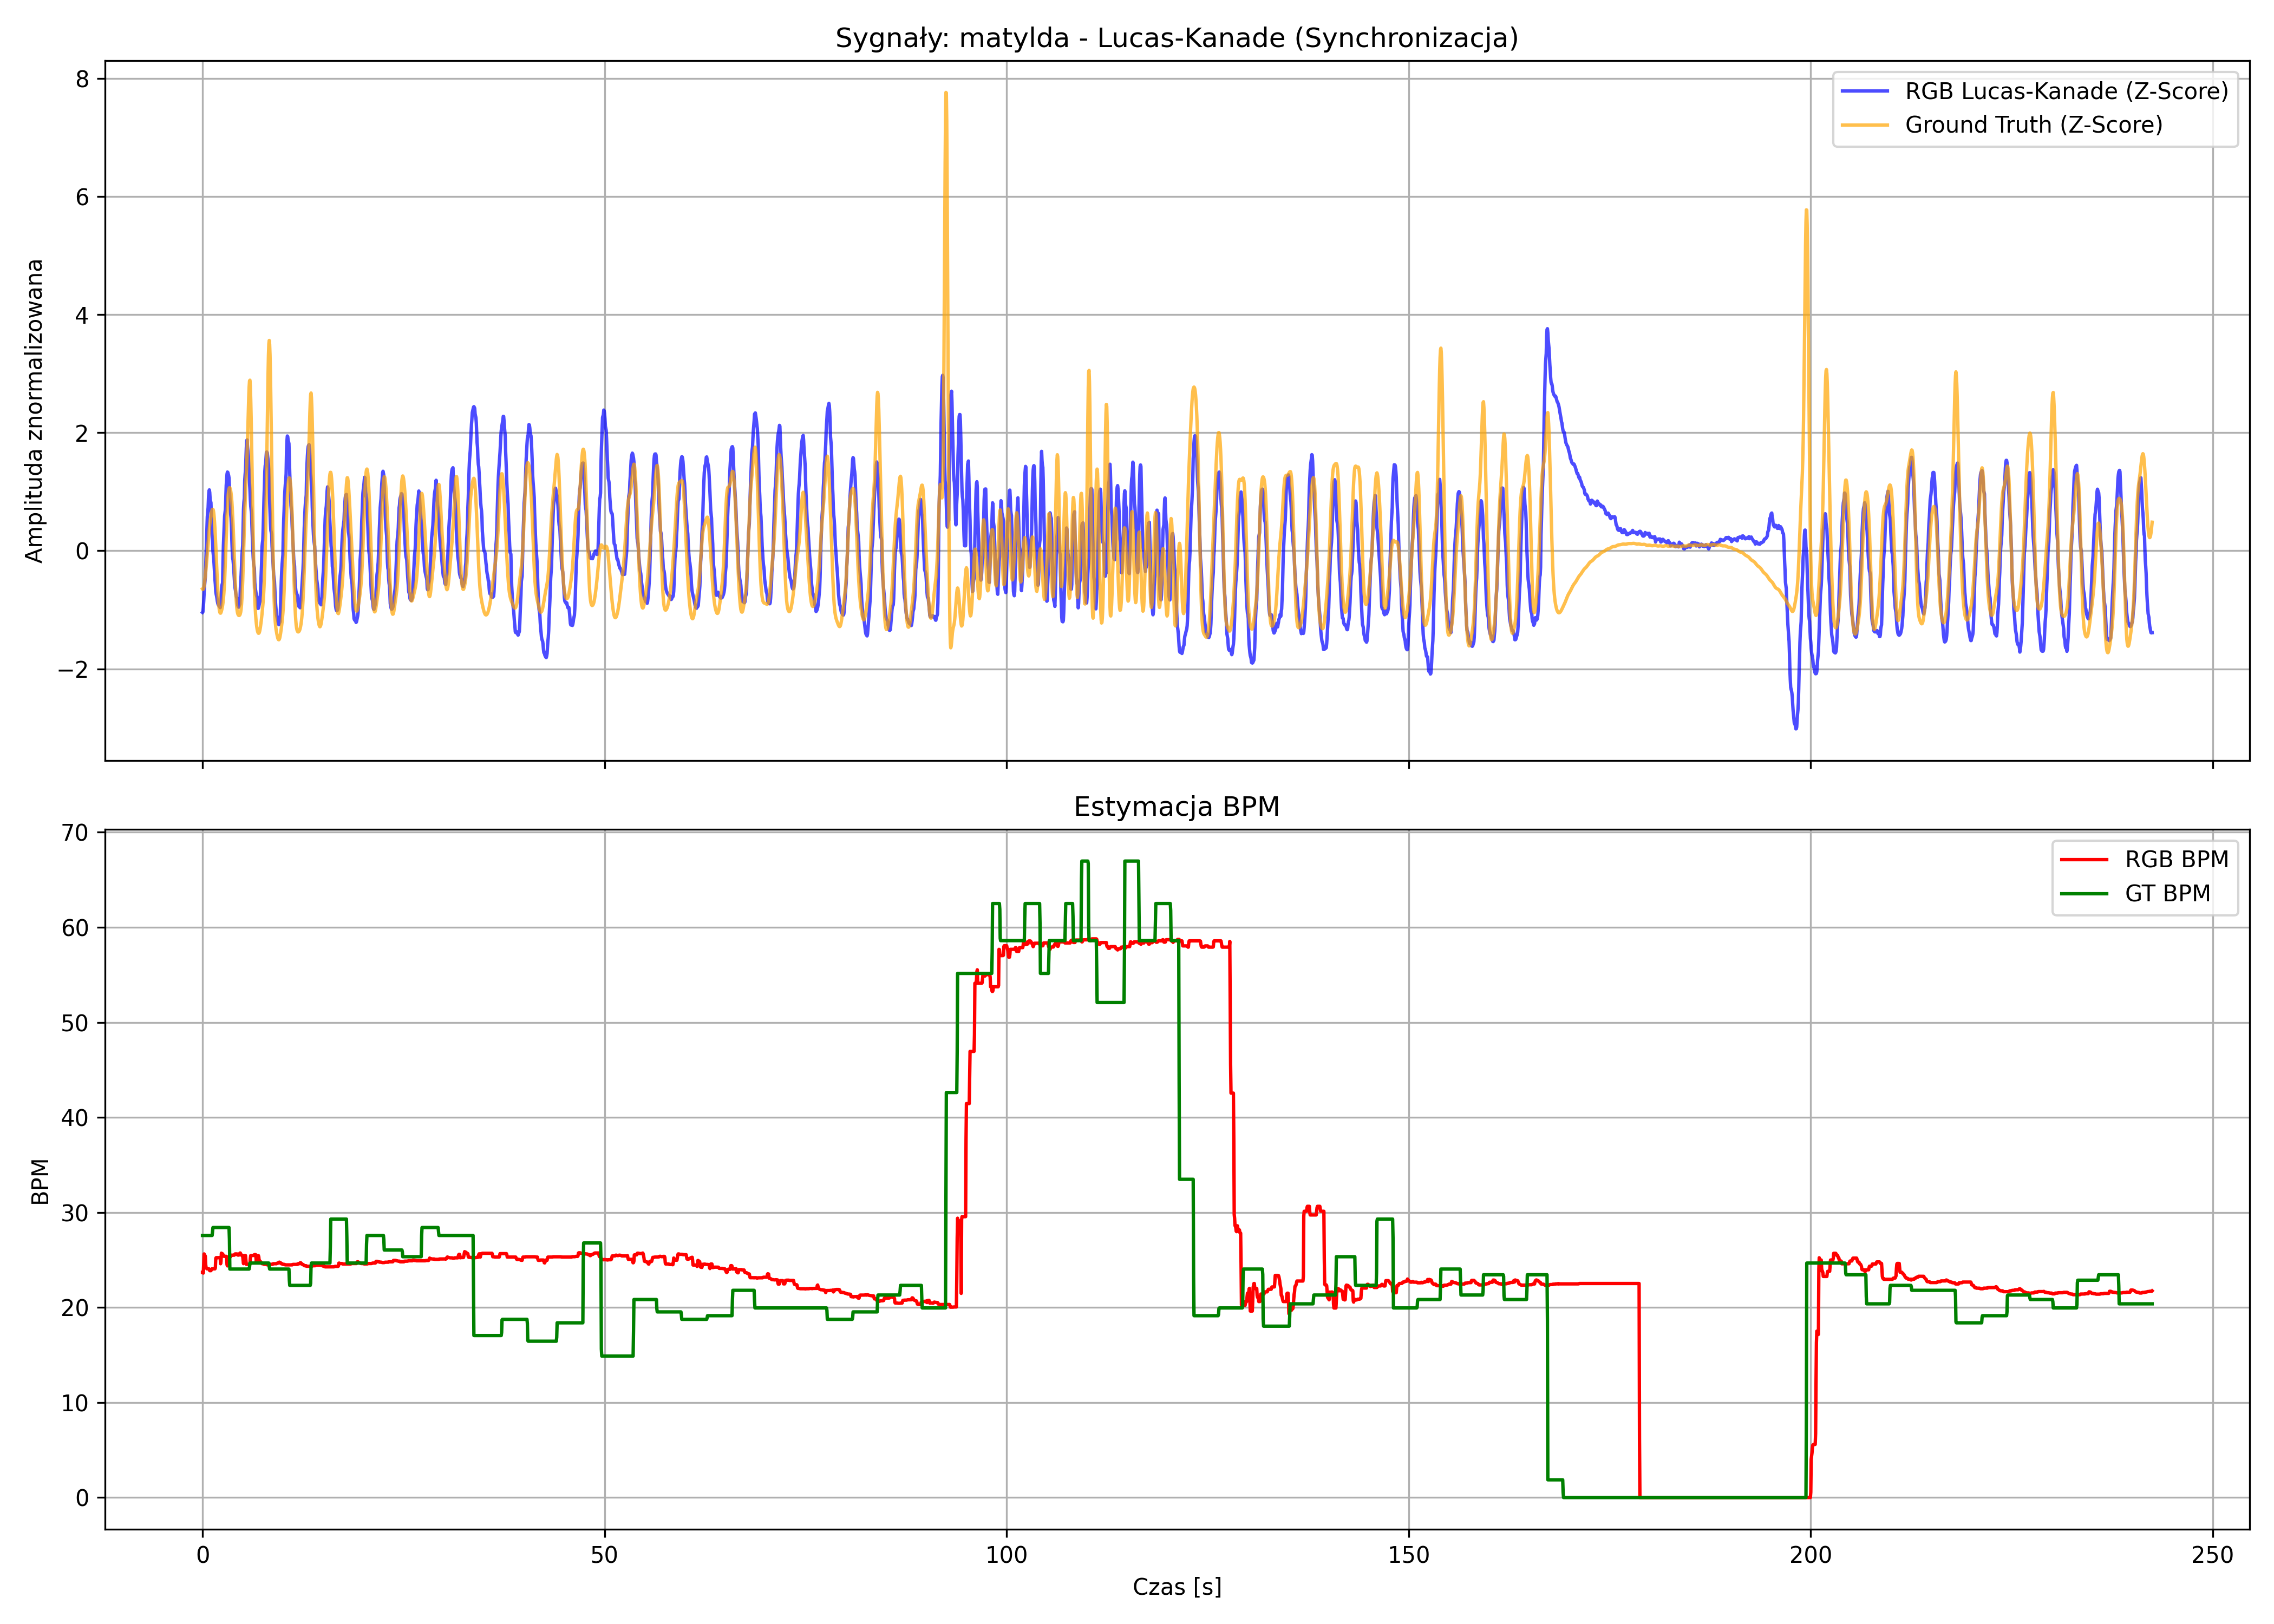 Sygnały: matylda - Lucas-Kanade (Synchronizacja)
RGB Lucas-Kanade (Z-Score)
Ground Truth (Z-Score)
Amplituda znormalizowana
8
6
4
2
0
−2
Estymacja BPM
RGB BPM
GT BPM
BPM
70
60
50
40
30
20
10
0
0
50
100
150
200
250
Czas [s]